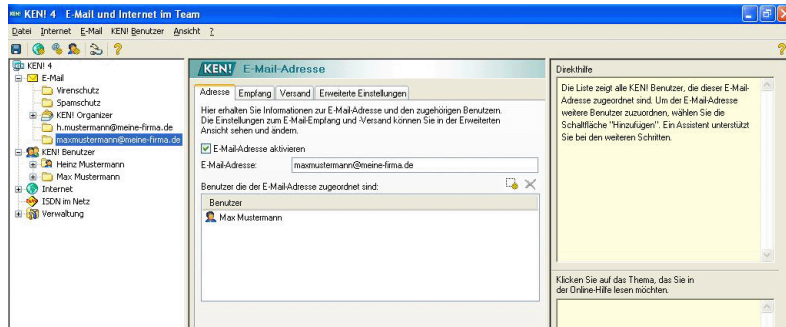 KEN! KEN! 4 E-Mail und Internet im Team
Datei Internet E-Mail KEN! Benutzer Ansicht ?
KEN! 4
E-Mail
Virenschutz
Spamschutz
KEN! Organizer
h.mustermann@meine-firma.de
maxmustermann@meine-firma.de
KEN! Benutzer
Heinz Mustermann
Max Mustermann
Internet
ISDN im Netz
Verwaltung
KEN! E-Mail-Adresse
Adresse Empfang Versand Erweiterte Einstellungen
Hier erhalten Sie Informationen zur E-Mail-Adresse und den zugehörigen Benutzern.
Die Einstellungen zum E-Mail-Empfang und -Versand können Sie in der Erweiterten
Ansicht sehen und ändern.
E-Mail-Adresse aktivieren
E-Mail-Adresse: maxmustermann@meine-firma.de
Benutzer die der E-Mail-Adresse zugeordnet sind:
Benutzer
Max Mustermann
Direkthilfe
Die Liste zeigt alle KEN! Benutzer, die dieser E-Mail-
Adresse zugeordnet sind. Um der E-Mail-Adresse
weitere Benutzer zuzuordnen, wählen Sie die
Schaltfläche "Hinzufügen". Ein Assistent unterstützt
Sie bei den weiteren Schritten.
Klicken Sie auf das Thema, das Sie in
der Online-Hilfe lesen möchten.